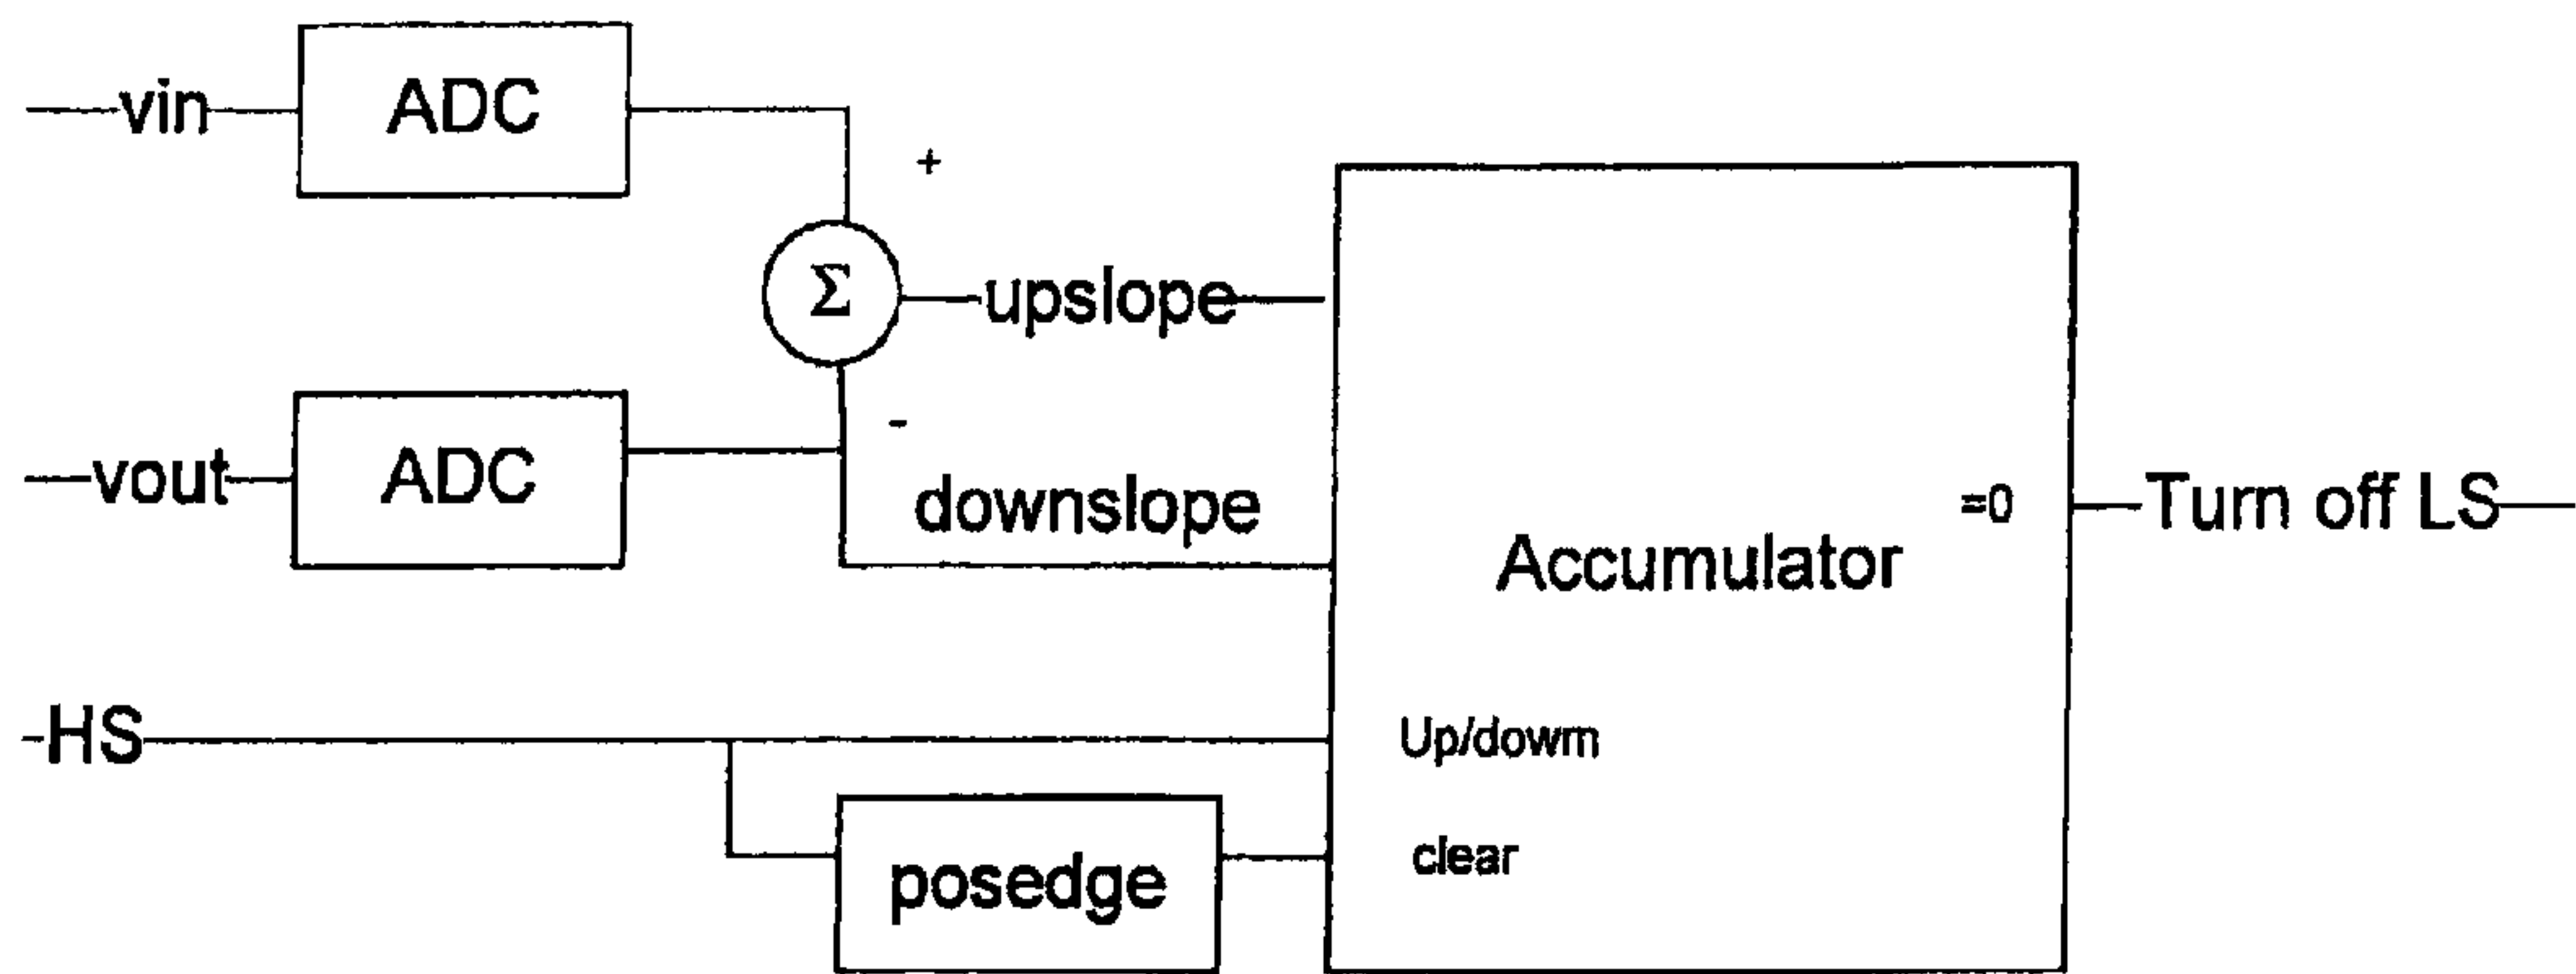 vin
ADC
+
Σ
upslope
-
vout
ADC
downslope
=0
Turn off LS
Accumulator
HS
Up/dowm
clear
posedge